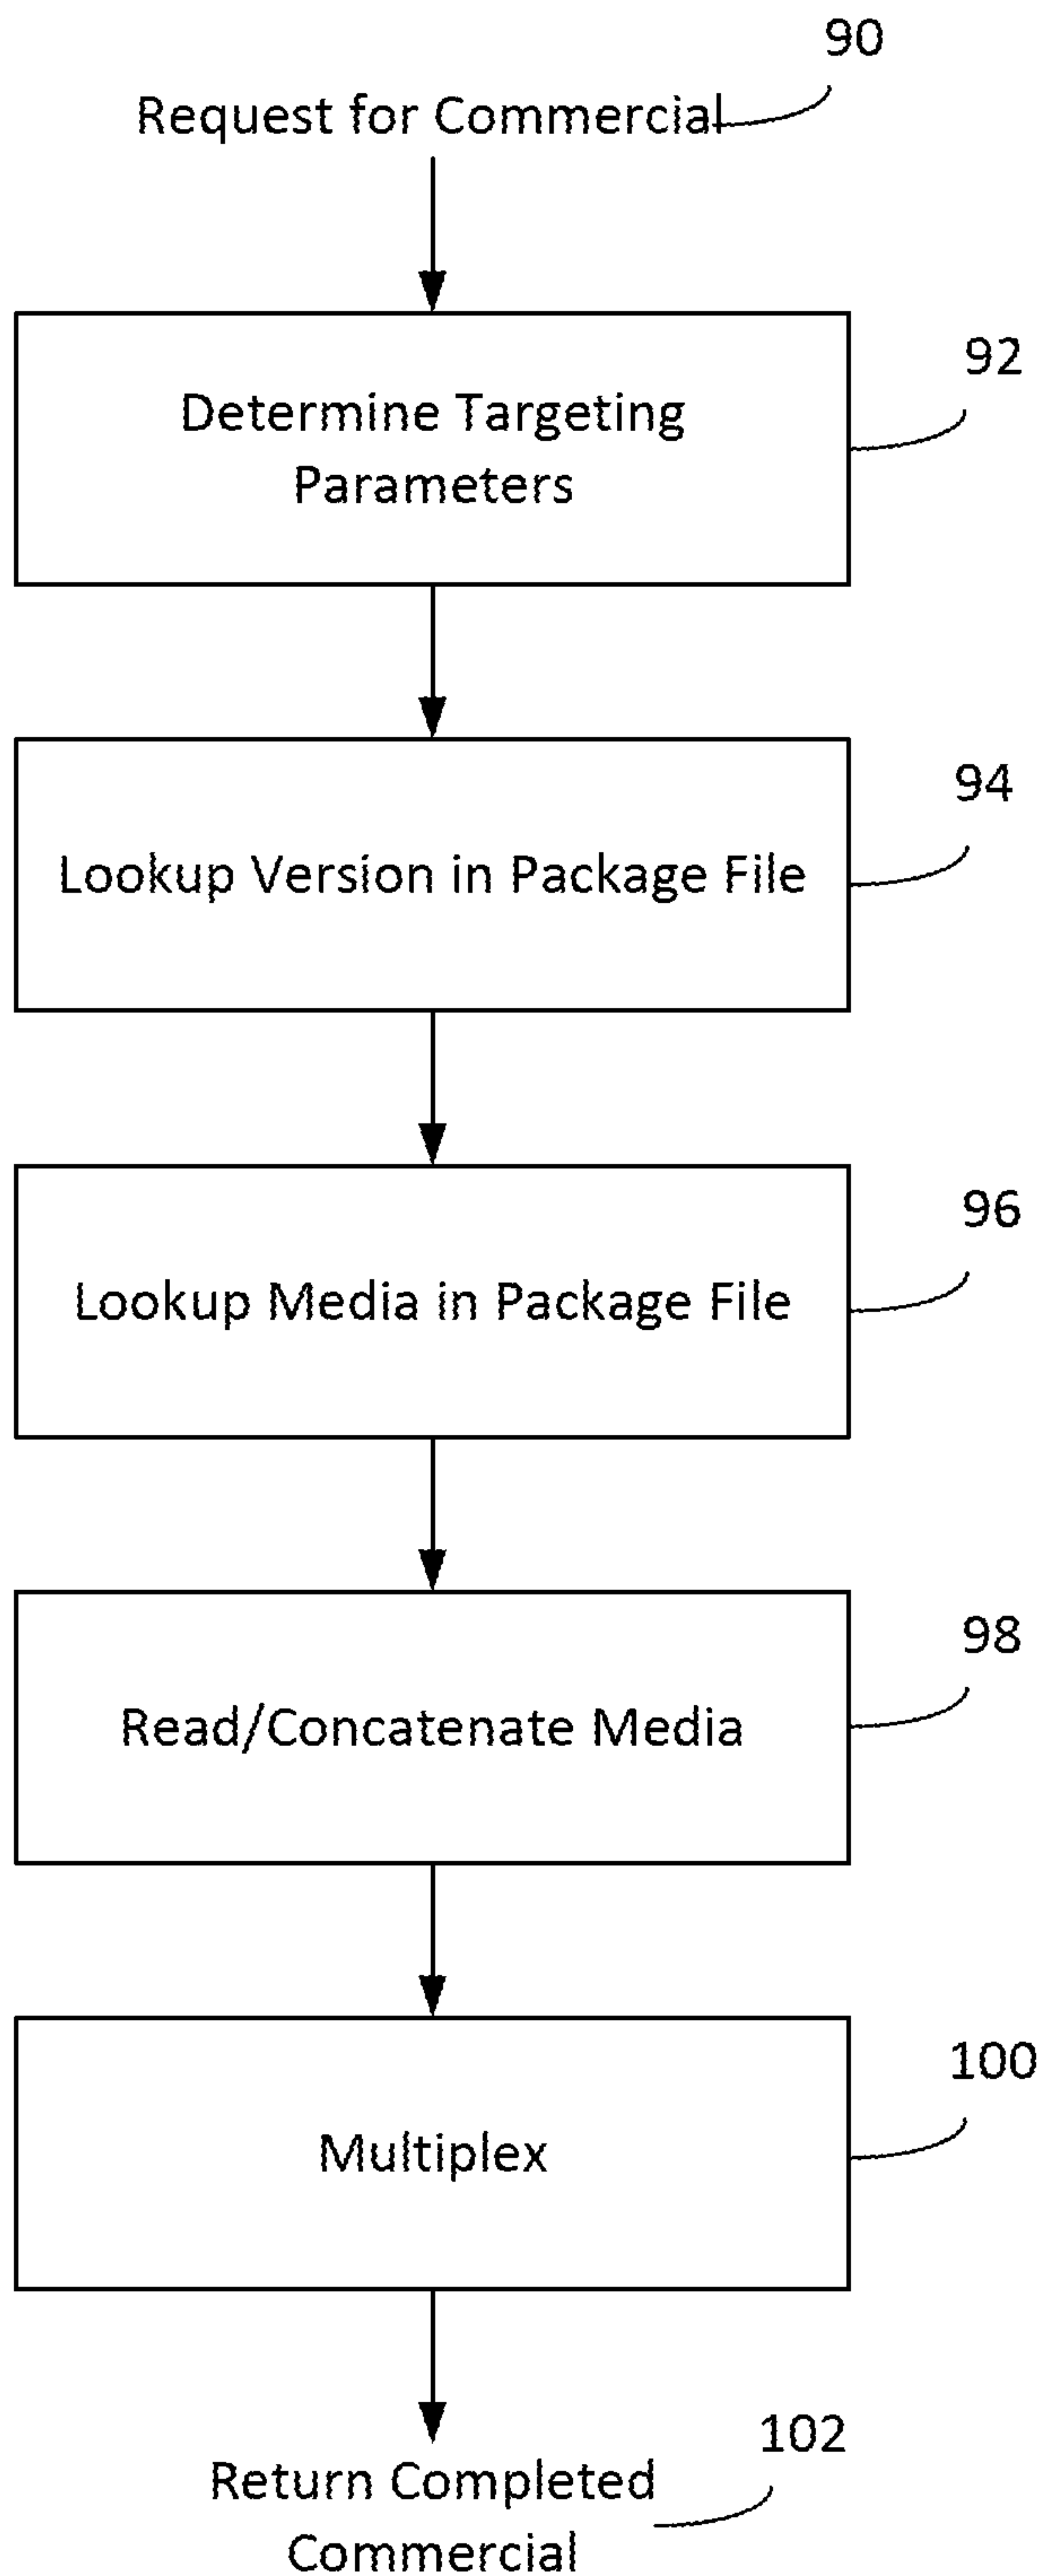 90
Request for Commercial
92
Determine Targeting
Parameters
94
Lookup Version in Package File
96
Lookup Media in Package File
98
Read/Concatenate Media
100
Multiplex
102
Return Completed
Commercial